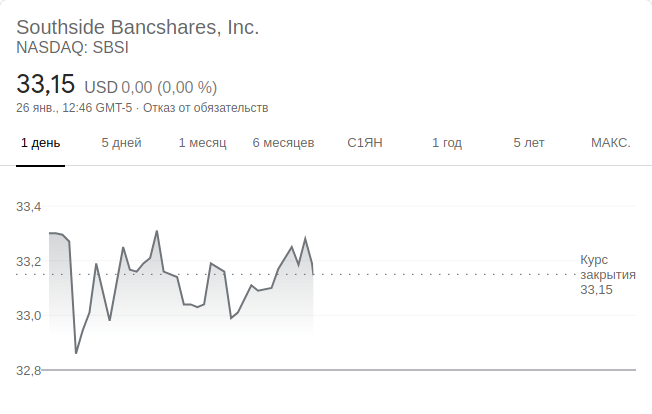 Southside Bancshares, Inc.
NASDAQ: SBSI
33,15 USD 0,00 (0,00 %)
26 янв., 12:46 GMT-5 · Отказ от обязательств
1 день 5 дней 1 месяц 6 месяцев С1ЯН 1 год 5 лет МАКС.
33,4
33,2
33,0
32,8
Курс
закрытия
33,15